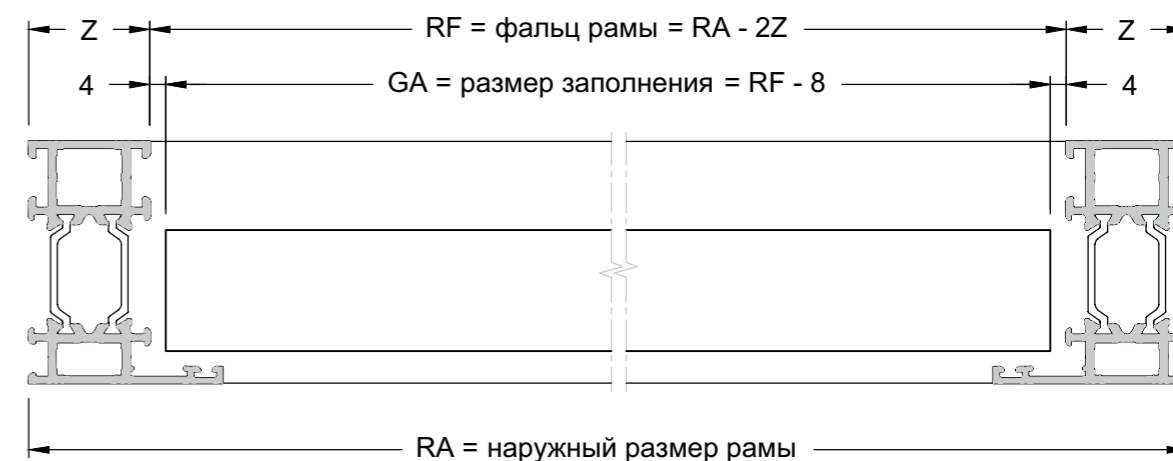 Z RF = фальц рамы = RA - 2Z Z
4 GA = размер заполнения = RF - 8 4
RA = наружный размер рамы